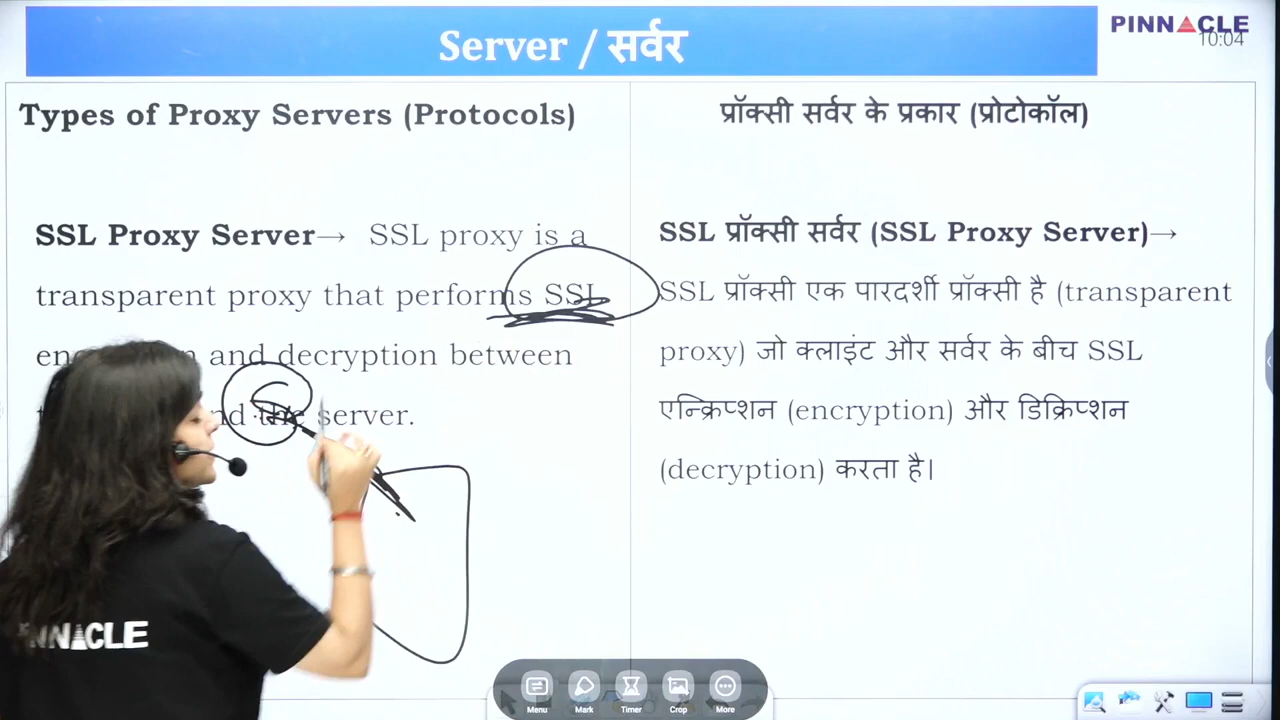 Server / सर्वर
PINNACLE
10:04
Types of Proxy Servers (Protocols)
SSL Proxy Server→ SSL proxy is a
transparent proxy that performs SSL
and decryption between
the server.
प्रॉक्सी सर्वर के प्रकार (प्रोटोकॉल)
SSL प्रॉक्सी सर्वर (SSL Proxy Server)→
SSL प्रॉक्सी एक पारदर्शी प्रॉक्सी है (transparent
proxy) जो क्लाइंट और सर्वर के बीच SSL
एन्क्रिप्शन (encryption) और डिक्रिप्शन
(decryption) करता है।
PINNACLE
Menu Mark Timer Crop More